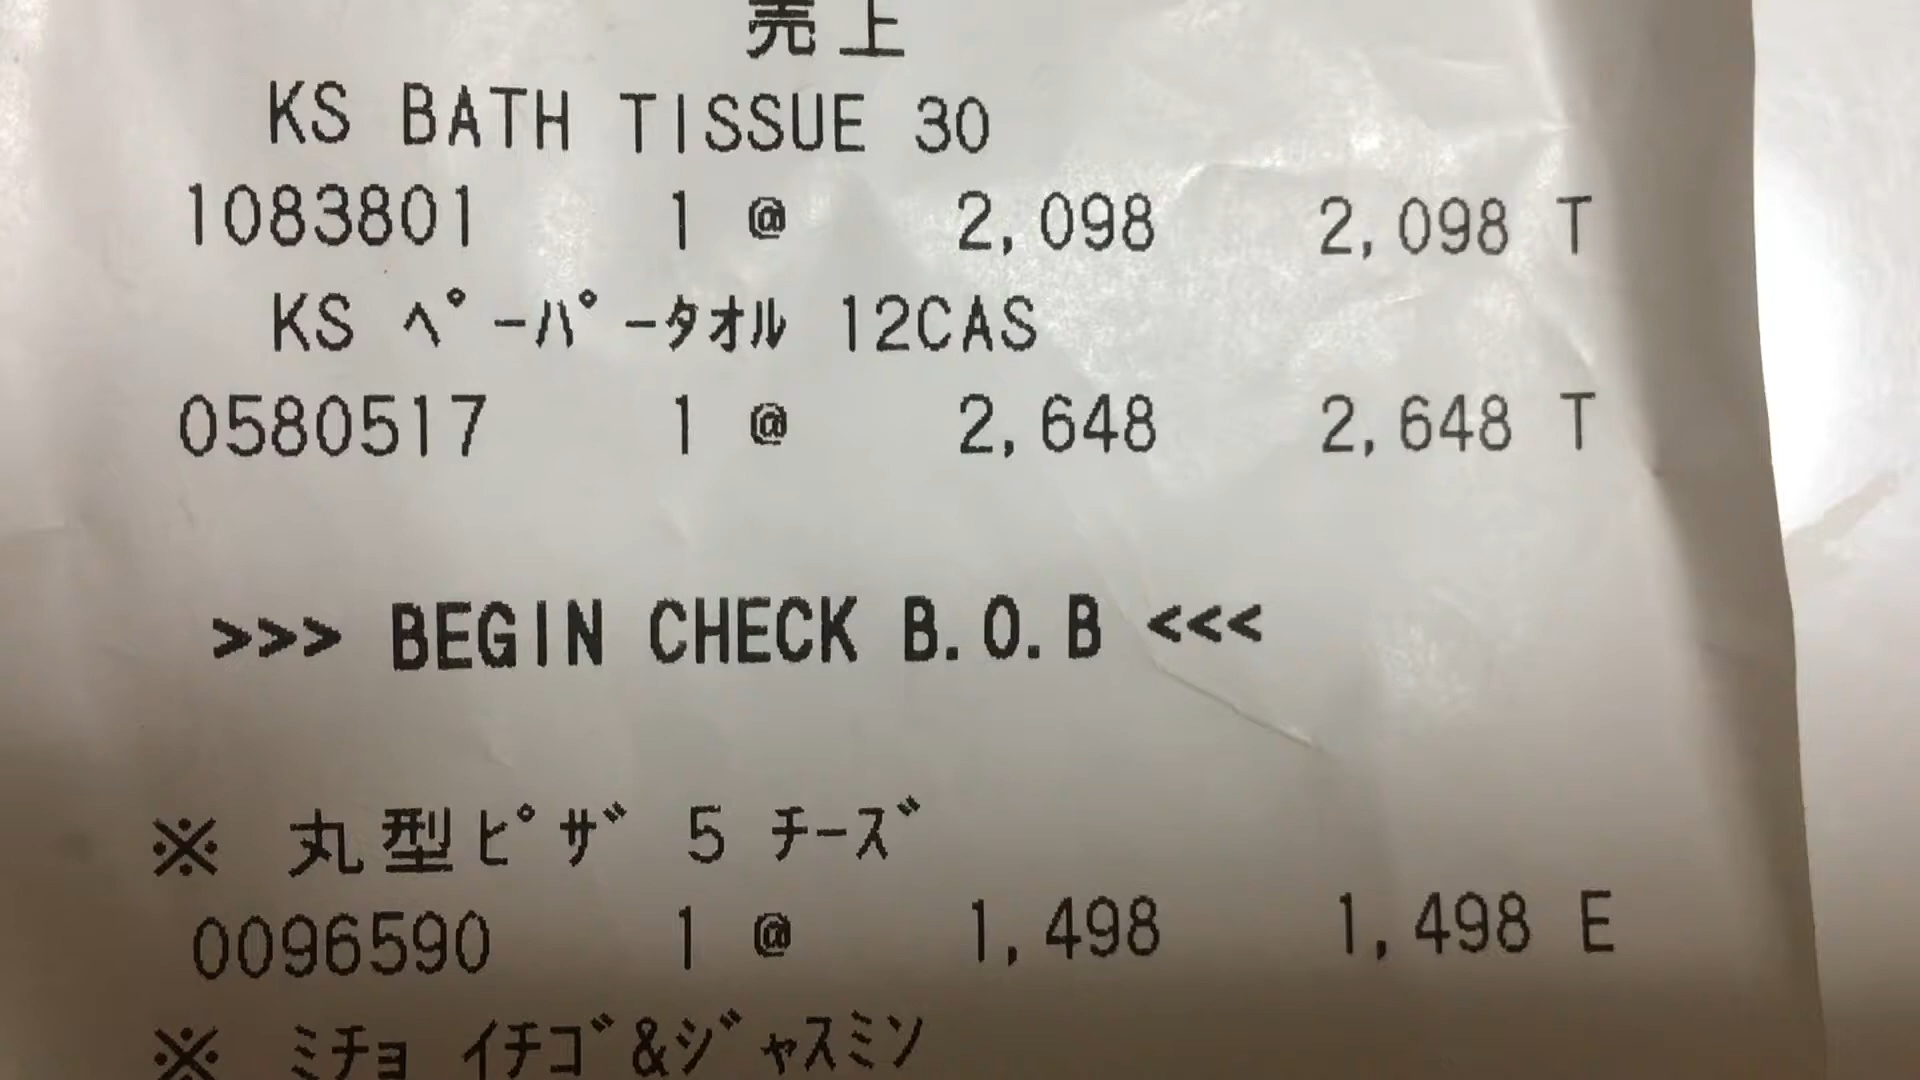 売上
KS BATH TISSUE 30
1083801 1 @ 2,098 2,098 T
KS ﾍﾟｰﾊﾟｰﾀｵﾙ 12CAS
0580517 1 @ 2,648 2,648 T
>>> BEGIN CHECK B.O.B <<<
※ 丸型ﾋﾟｻﾞ 5 ﾁｰｽﾞ
0096590 1 @ 1,498 1,498 E
※ ﾐﾁｮ ｲﾁｺﾞ&ｼﾞｬｽﾐﾝ